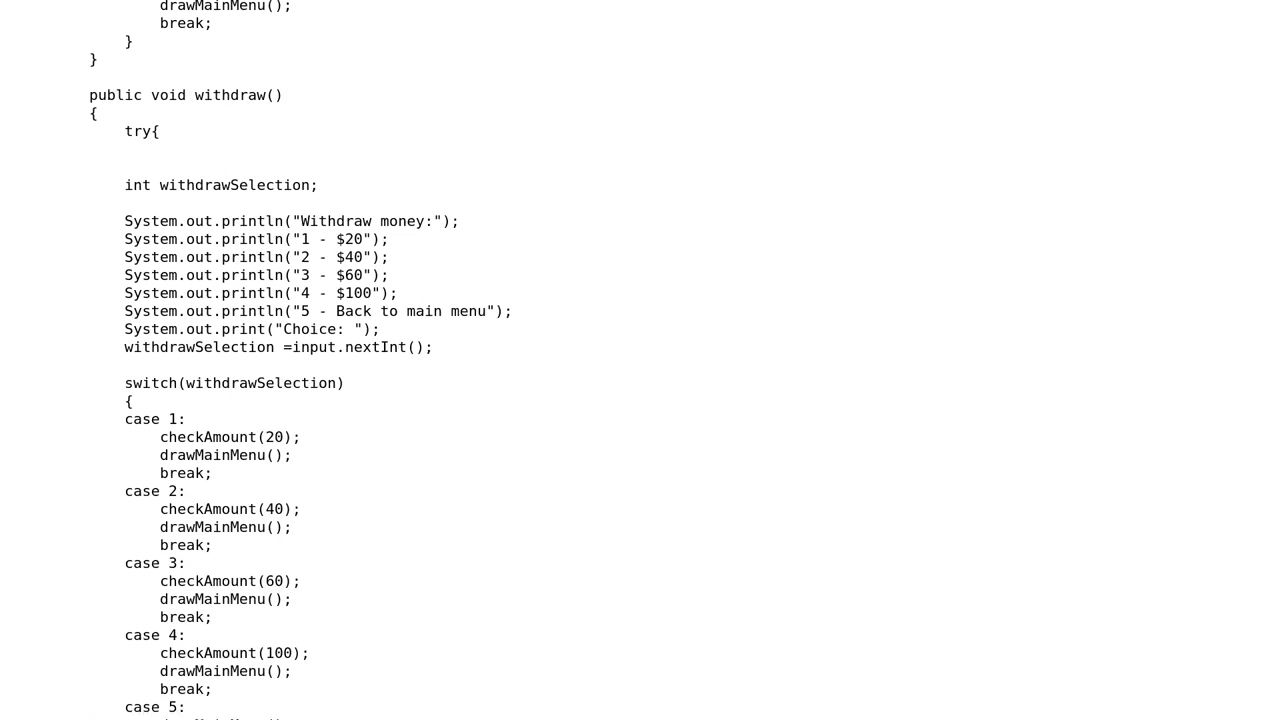 drawMainMenu();
break;
}
}
public void withdraw()
{
try{
int withdrawSelection;
System.out.println("Withdraw money:");
System.out.println("1 - $20");
System.out.println("2 - $40");
System.out.println("3 - $60");
System.out.println("4 - $100");
System.out.println("5 - Back to main menu");
System.out.print("Choice: ");
withdrawSelection =input.nextInt();
switch(withdrawSelection)
{
case 1:
checkAmount(20);
drawMainMenu();
break;
case 2:
checkAmount(40);
drawMainMenu();
break;
case 3:
checkAmount(60);
drawMainMenu();
break;
case 4:
checkAmount(100);
drawMainMenu();
break;
case 5: